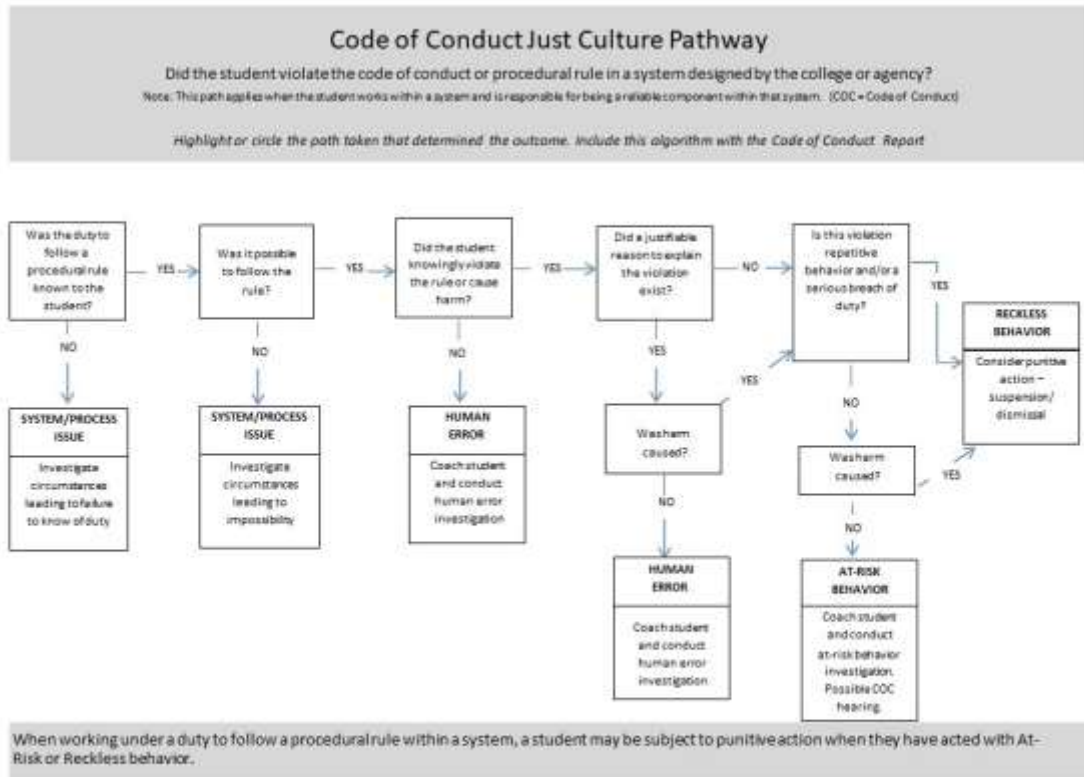 Code of Conduct Just Culture Pathway
Did the student violate the code of conduct or procedural rule in a system designed by the college or agency?
Note: This path applies when the student works within a system and is responsible for being a reliable component within that system. (COC = Code of Conduct)
Highlight or circle the path taken that determined the outcome. Include this algorithm with the Code of Conduct Report
Was the duty to
follow a
procedural rule
known to the
student?
YES
Was it possible
to follow the
rule?
YES
Did the student
knowingly violate
the rule or cause
harm?
YES
Did a justifiable
reason to explain
the violation
exist?
NO
Is this violation
repetitive
behavior and/or a
serious breach of
duty?
YES
RECKLESS
BEHAVIOR
Consider punitive
action –
suspension/
dismissal
NO
NO
NO
YES
YES
NO
SYSTEM/PROCESS
ISSUE
Investigate
circumstances
leading to failure
to know of duty
SYSTEM/PROCESS
ISSUE
Investigate
circumstances
leading to
impossibility
HUMAN
ERROR
Coach student
and conduct
human error
investigation
Was harm
caused?
Was harm
caused?
YES
NO
NO
HUMAN
ERROR
Coach student
and conduct
human error
investigation
AT-RISK
BEHAVIOR
Coach student
and conduct
at-risk behavior
investigation.
Possible COC
hearing.
When working under a duty to follow a procedural rule within a system, a student may be subject to punitive action when they have acted with At-
Risk or Reckless behavior.